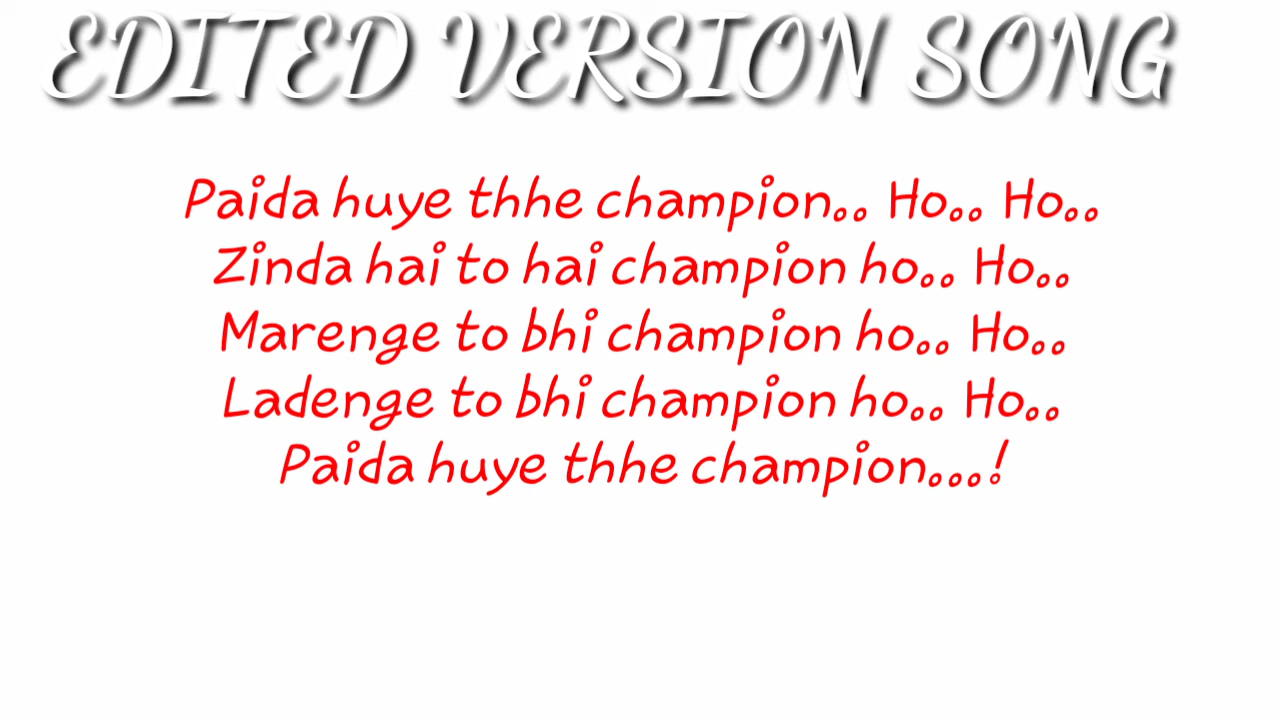 EDITED VERSION SONG
Paida huye thhe champion.. Ho.. Ho..
Zinda hai to hai champion ho.. Ho..
Marenge to bhi champion ho.. Ho..
Ladenge to bhi champion ho.. Ho..
Paida huye thhe champion...!